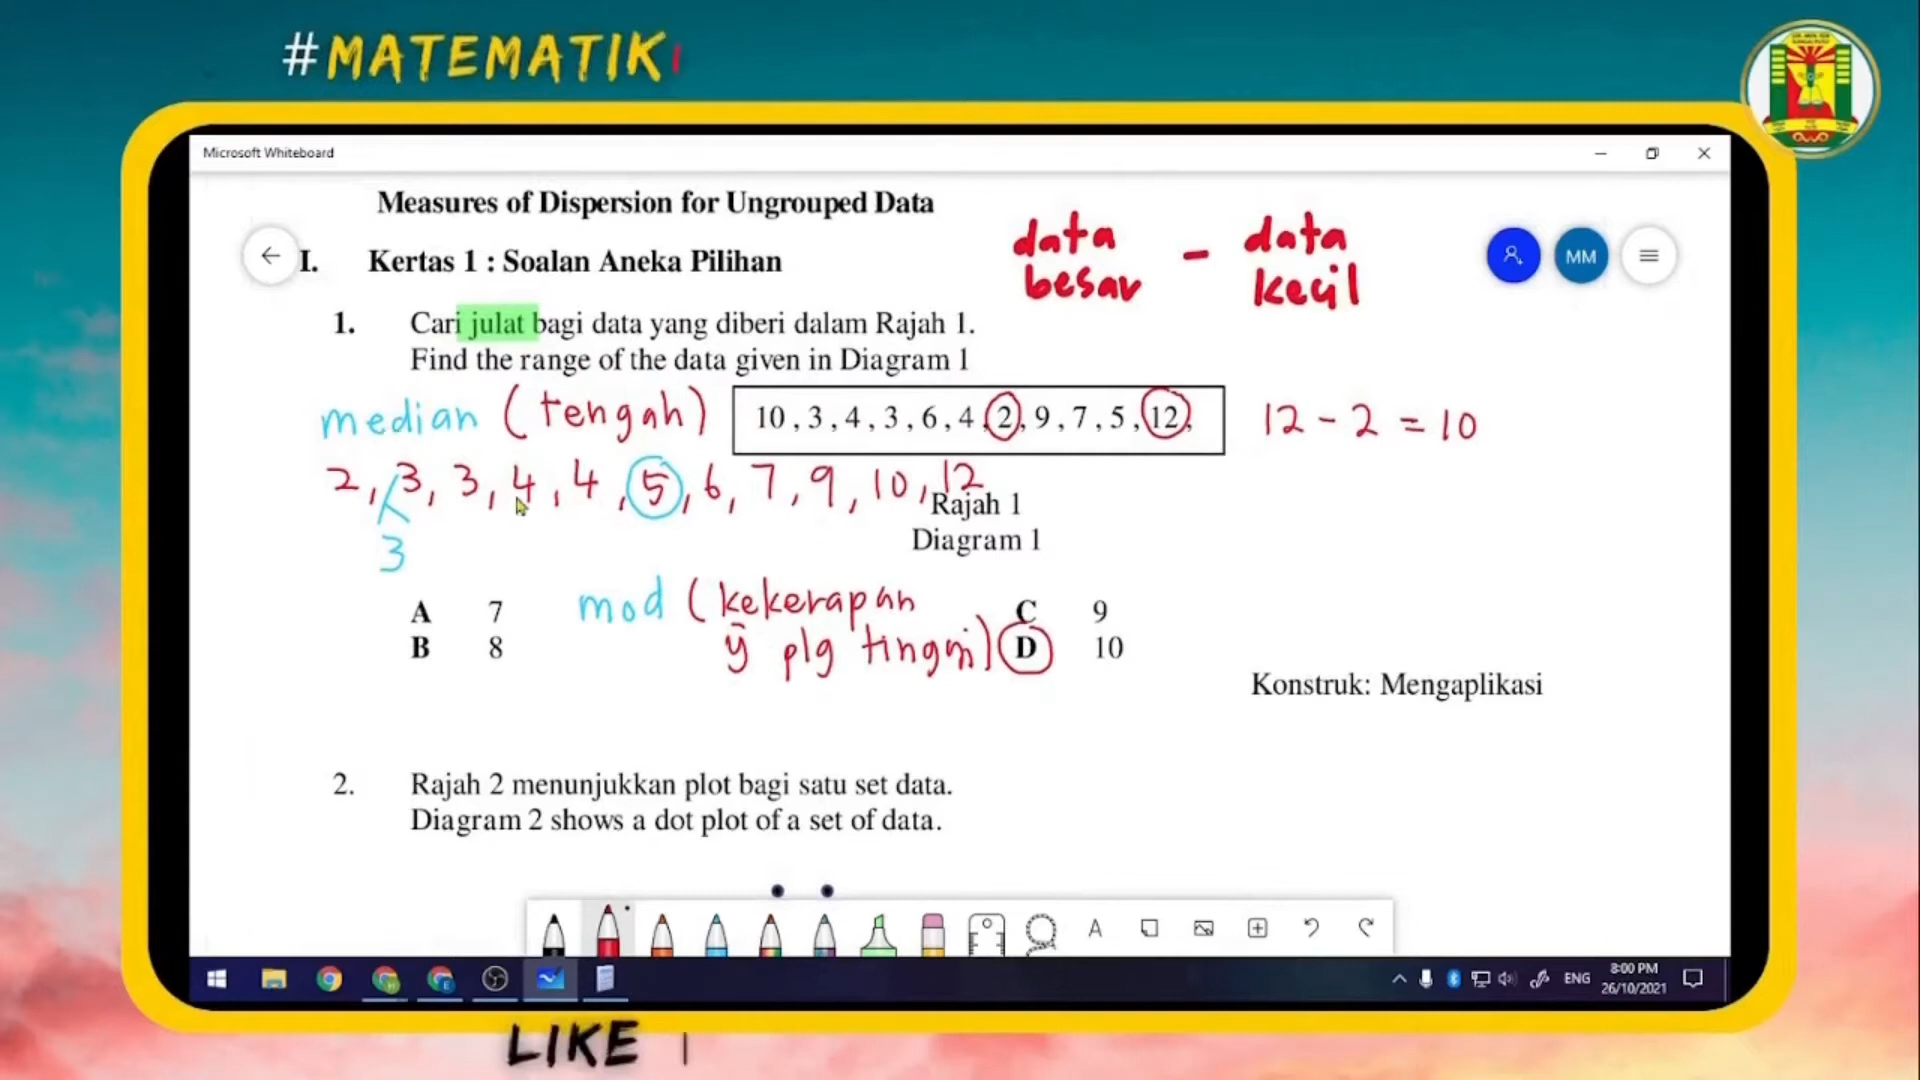 #MATEMATIK
Microsoft Whiteboard
Measures of Dispersion for Ungrouped Data
I. Kertas 1 : Soalan Aneka Pilihan
data besar - data kecil
MM
1. Cari julat bagi data yang diberi dalam Rajah 1.
Find the range of the data given in Diagram 1
median (tengah)
10 , 3 , 4 , 3 , 6 , 4 , 2 , 9 , 7 , 5 , 12 ,
12 - 2 = 10
2, 3, 3, 4, 4, 5, 6, 7, 9, 10, 12
3
Rajah 1
Diagram 1
mod (kekerapan
yg plg tinggi)
A 7
B 8
C 9
D 10
Konstruk: Mengaplikasi
2. Rajah 2 menunjukkan plot bagi satu set data.
Diagram 2 shows a dot plot of a set of data.
A
ENG
8:00 PM
26/10/2021
LIKE